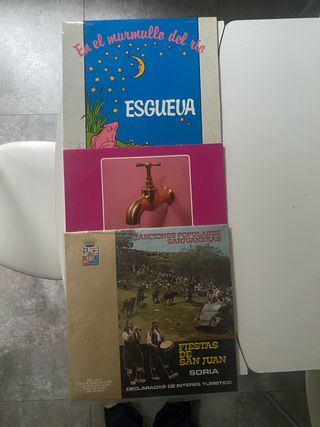 En el murmullo del río
ESGUEVA
CANCIONES POPULARES
SANJUANERAS
FIESTAS
DE
SAN JUAN
SORIA
DECLARADAS DE INTERES TURISTICO